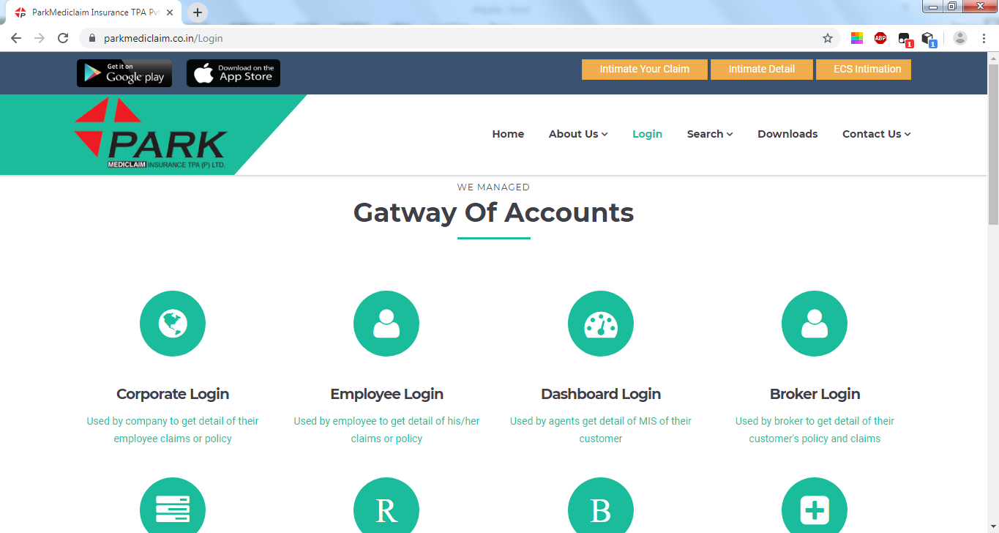 ParkMediclaim Insurance TPA Pvt
parkmediclaim.co.in/Login
ABP
1
1
Get it on
Google play
Download on the
App Store
Intimate Your Claim
Intimate Detail
ECS Intimation
PARK
MEDICLAIM INSURANCE TPA (P) LTD.
Home
About Us
Login
Search
Downloads
Contact Us
WE MANAGED
Gatway Of Accounts
Corporate Login
Used by company to get detail of their
employee claims or policy
Employee Login
Used by employee to get detail of his/her
claims or policy
Dashboard Login
Used by agents get detail of MIS of their
customer
Broker Login
Used by broker to get detail of their
customer's policy and claims
R
B